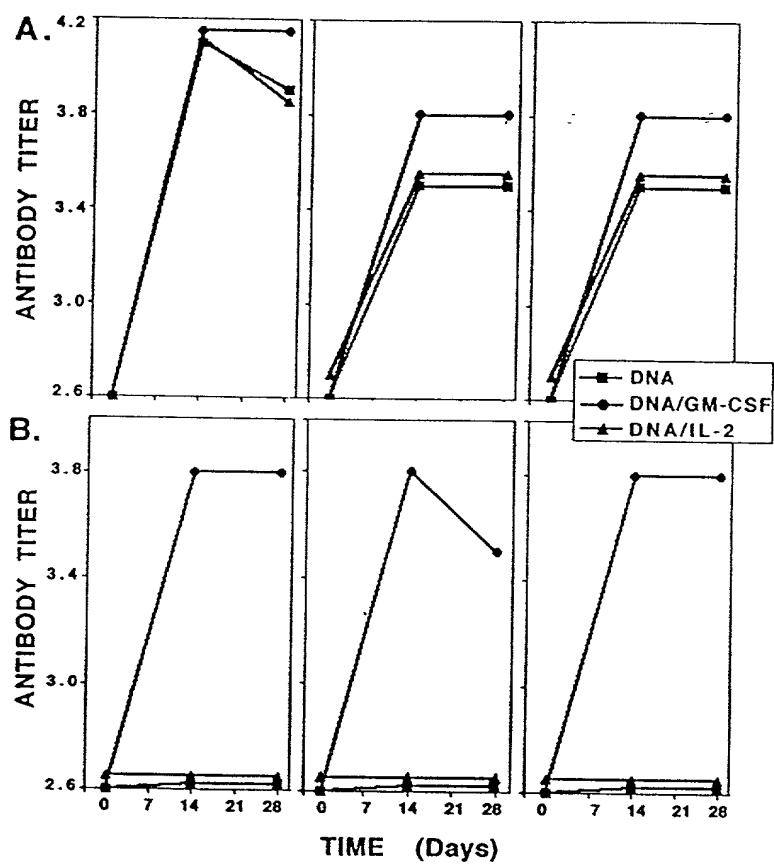 A.
4.2
3.8
3.4
3.0
2.6
ANTIBODY TITER
DNA
DNA/GM-CSF
DNA/IL-2
B.
3.8
3.4
3.0
2.6
ANTIBODY TITER
0 7 14 21 28 0 7 14 21 28 0 7 14 21 28
TIME (Days)